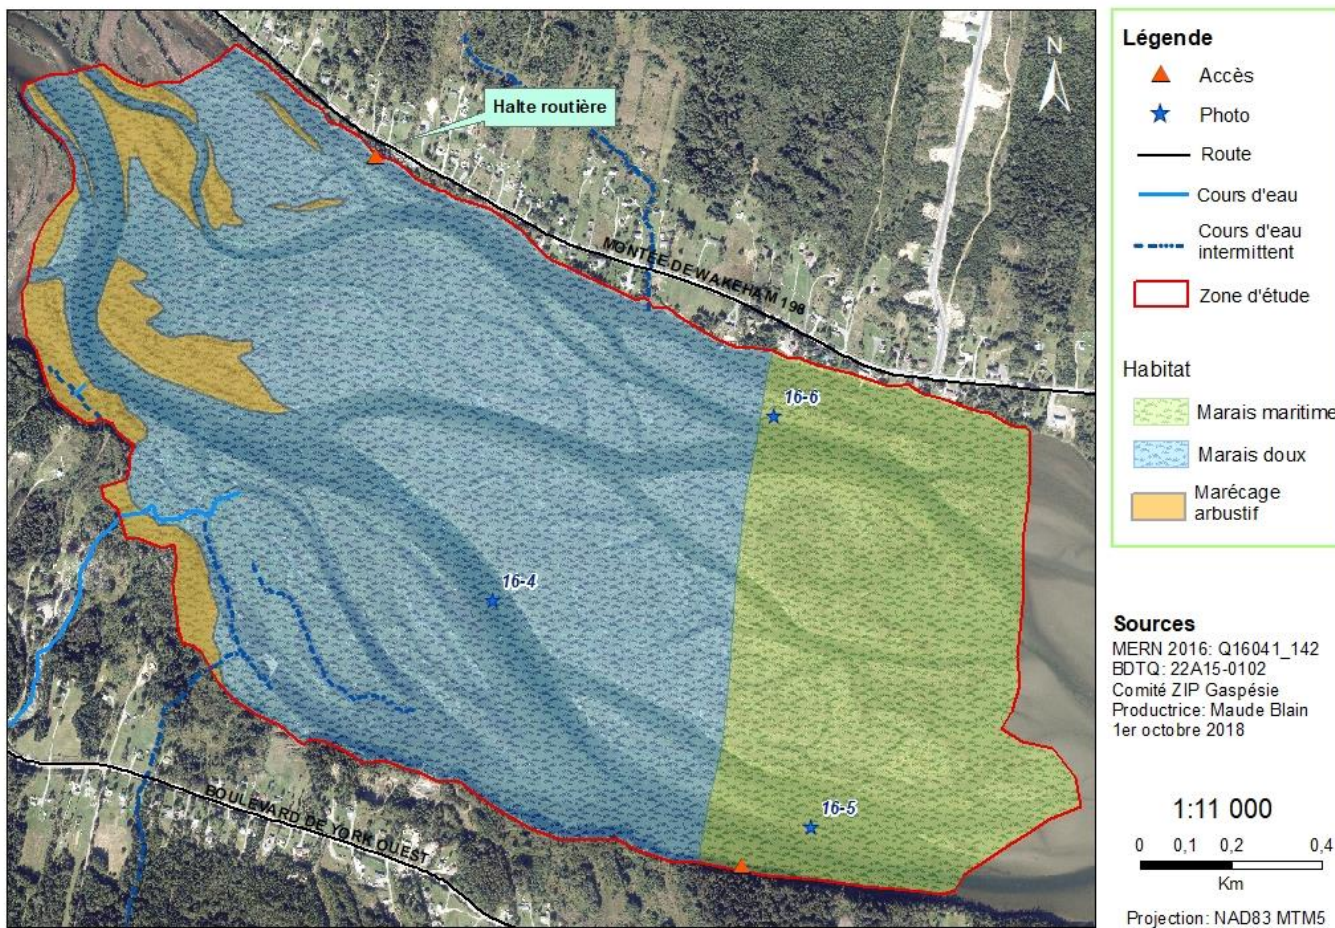 Halte routière
MONTÉE DE WAKEHAM 198
16-6
16-4
16-5
BOULEVARD DE YORK OUEST
N
Légende
Accès
Photo
Route
Cours d'eau
Cours d'eau
intermittent
Zone d'étude
Habitat
Marais maritime
Marais doux
Marécage
arbustif
Sources
MERN 2016: Q16041_142
BDTQ: 22A15-0102
Comité ZIP Gaspésie
Productrice: Maude Blain
1er octobre 2018
1:11 000
0 0,1 0,2 0,4
Km
Projection: NAD83 MTM5